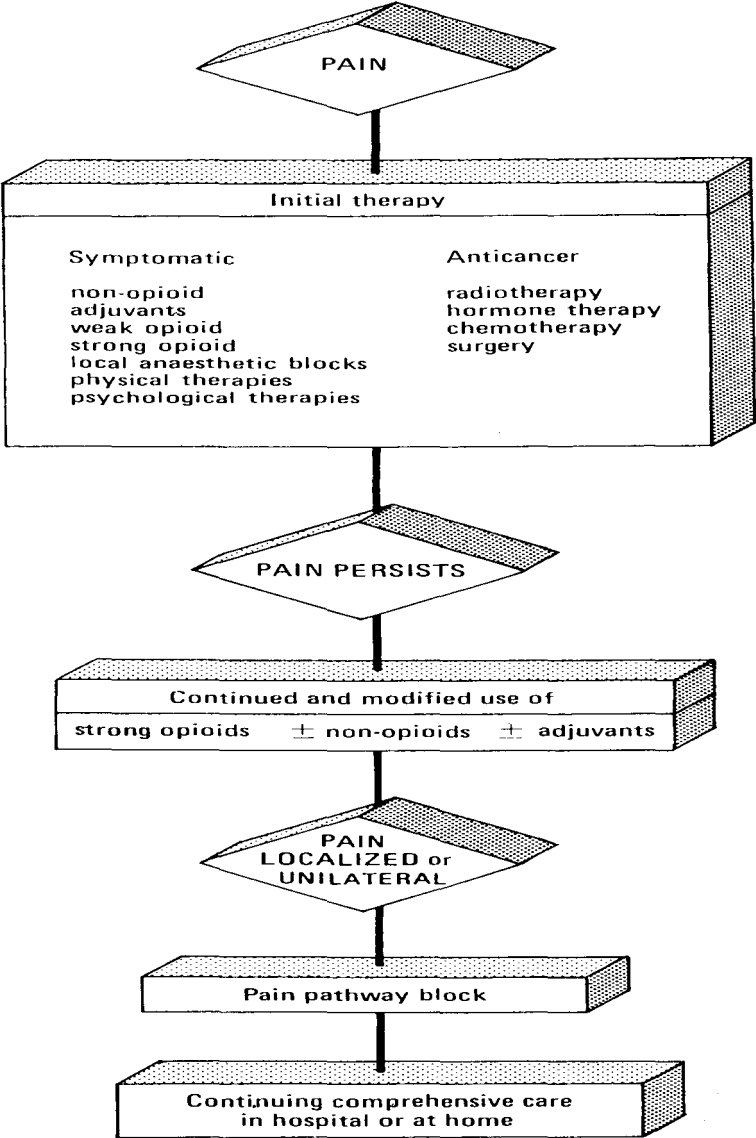 PAIN
Initial therapy
Symptomatic
non-opioid
adjuvants
weak opioid
strong opioid
local anaesthetic blocks
physical therapies
psychological therapies
Anticancer
radiotherapy
hormone therapy
chemotherapy
surgery
PAIN PERSISTS
Continued and modified use of
strong opioids ± non-opioids ± adjuvants
PAIN
LOCALIZED or
UNILATERAL
Pain pathway block
Continuing comprehensive care
in hospital or at home